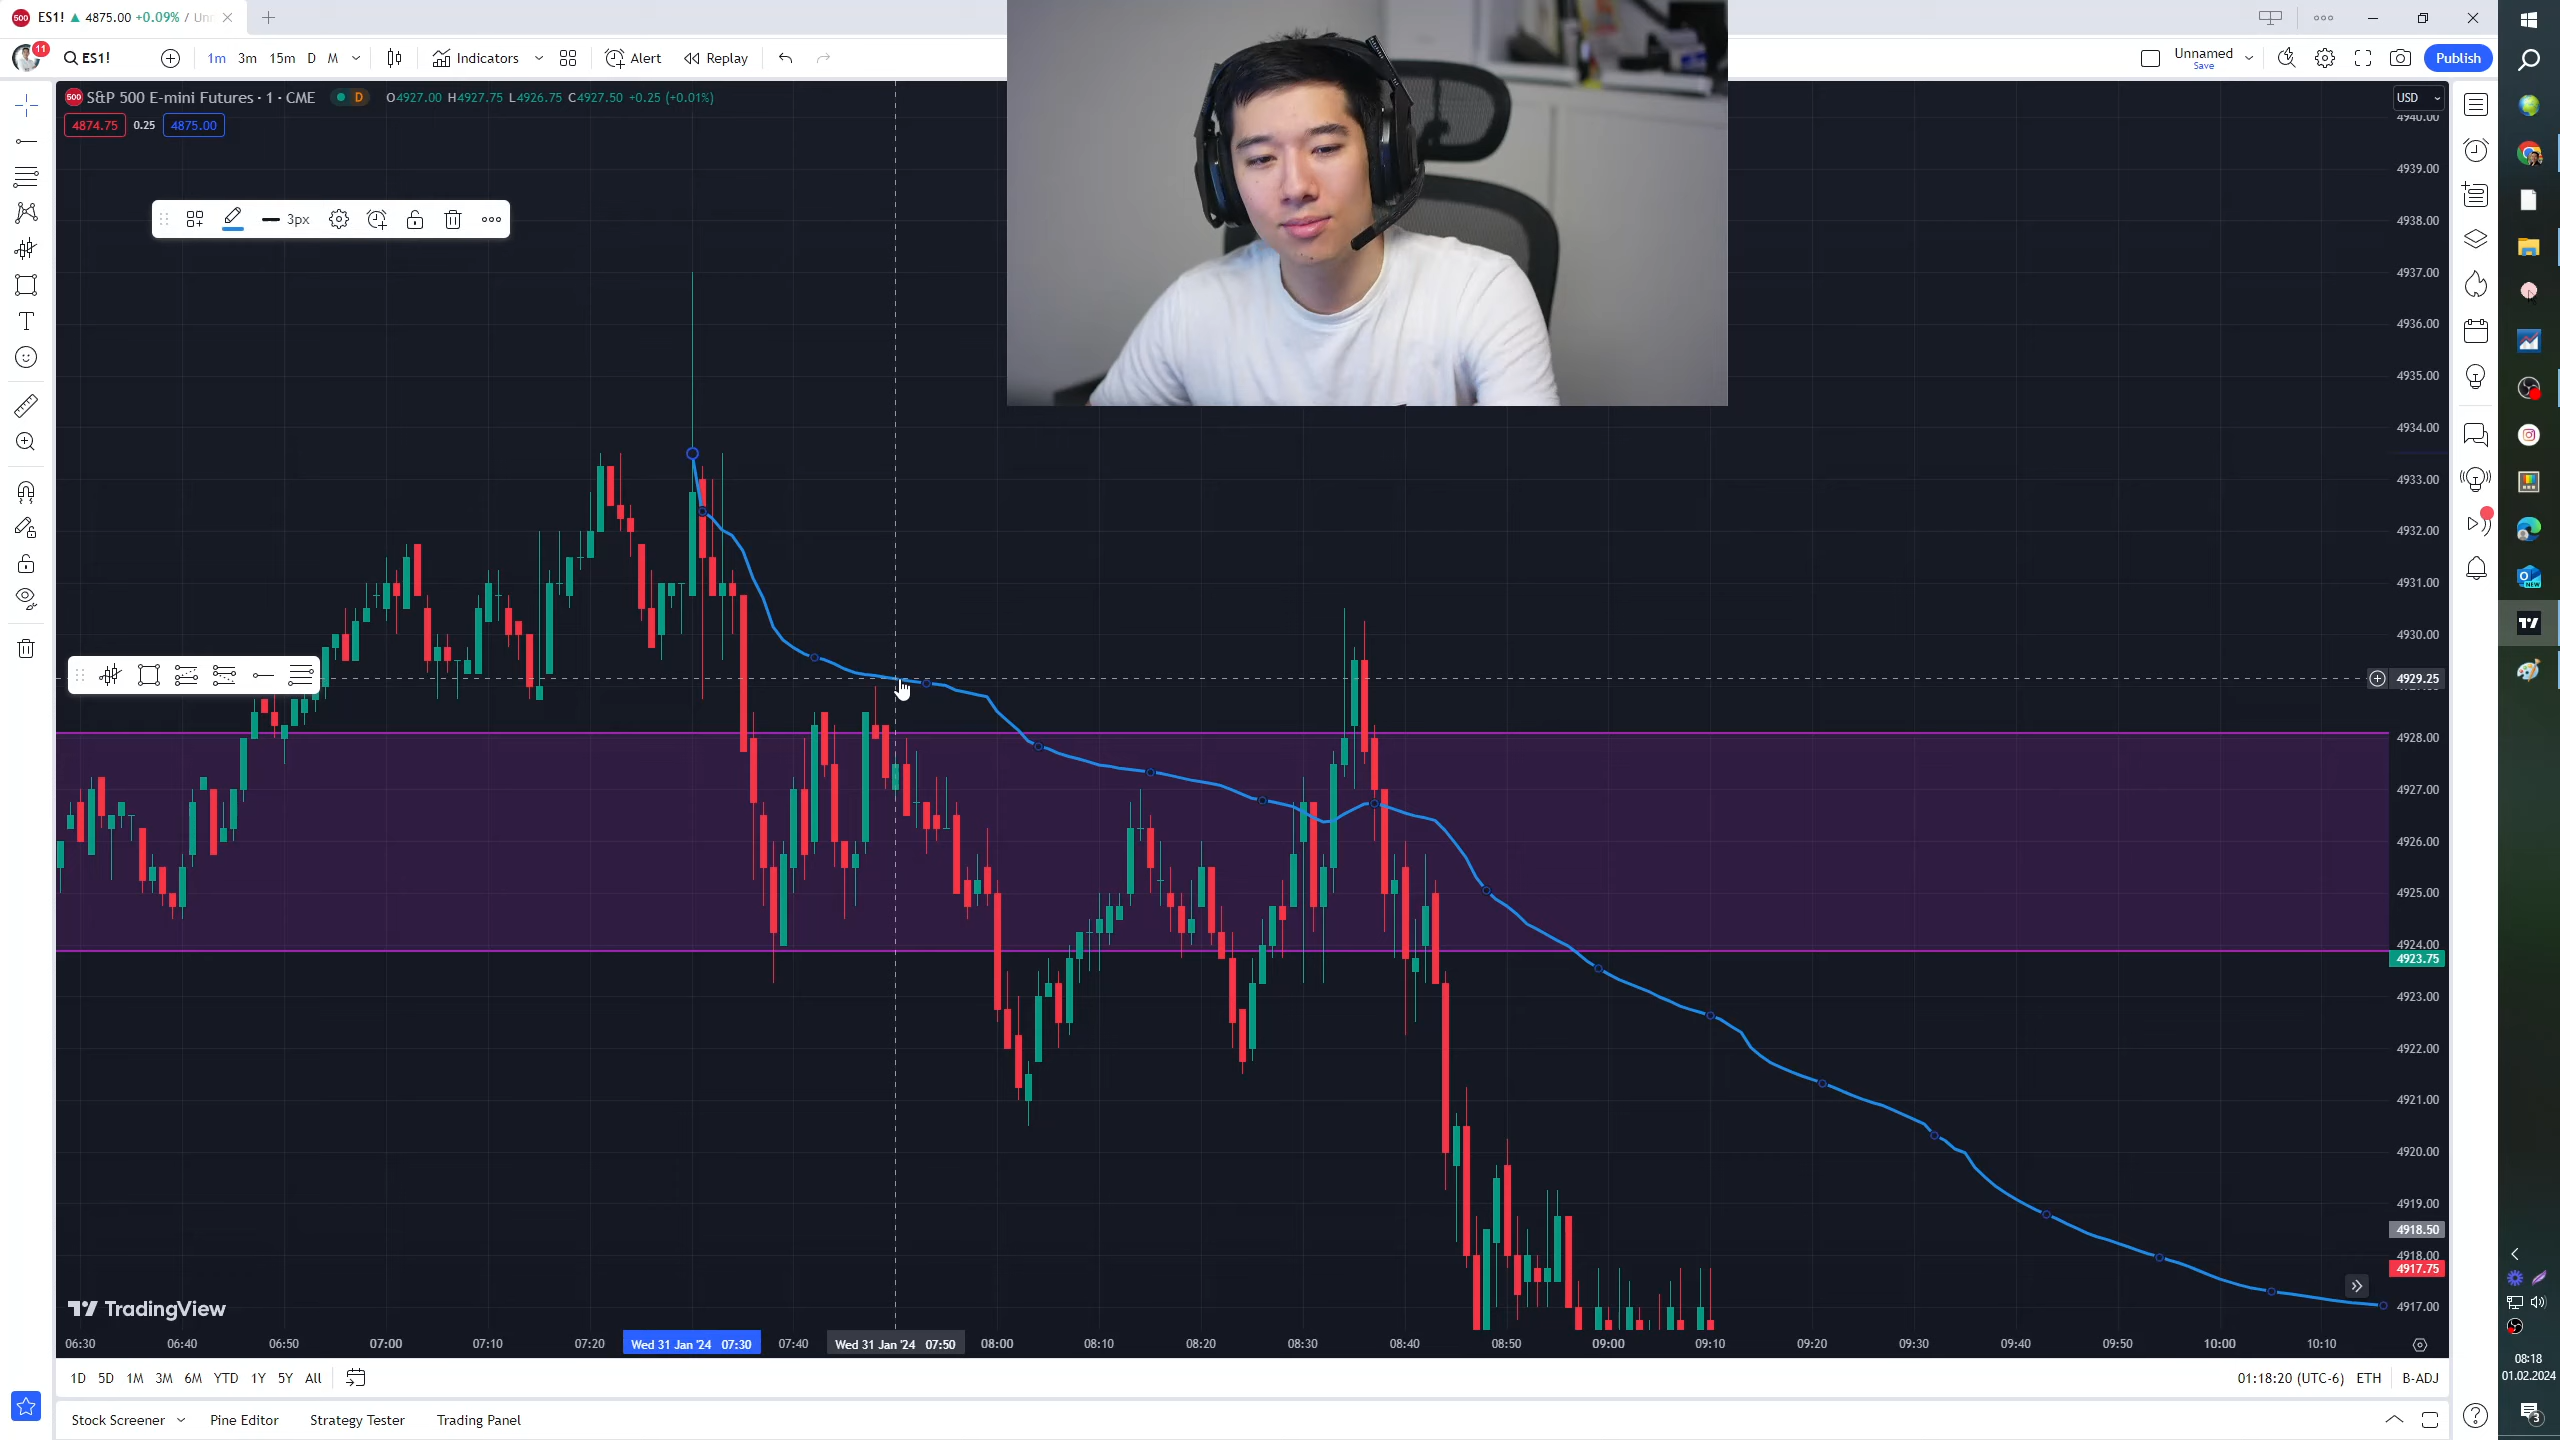 500 ES1! ▲ 4875.00 +0.09% / Unn
11 ES1! 1m 3m 15m D M Indicators Alert Replay
Unnamed
Save
Publish
500 S&P 500 E-mini Futures · 1 · CME D O4927.00 H4927.75 L4926.75 C4927.50 +0.25 (+0.01%)
USD
4874.75 0.25 4875.00
3px
4940.00
4939.00
4938.00
4937.00
4936.00
4935.00
4934.00
4933.00
4932.00
4931.00
4930.00
4929.25
4928.00
4927.00
4926.00
4925.00
4924.00
4923.75
4923.00
4922.00
4921.00
4920.00
4919.00
4918.50
4918.00
4917.75
4917.00
TradingView
06:30 06:40 06:50 07:00 07:10 07:20 Wed 31 Jan '24 07:30 07:40 Wed 31 Jan '24 07:50 08:00 08:10 08:20 08:30 08:40 08:50 09:00 09:10 09:20 09:30 09:40 09:50 10:00 10:10
1D 5D 1M 3M 6M YTD 1Y 5Y All
01:18:20 (UTC-6) ETH B-ADJ
Stock Screener Pine Editor Strategy Tester Trading Panel
NEW
08:18
01.02.2024
3